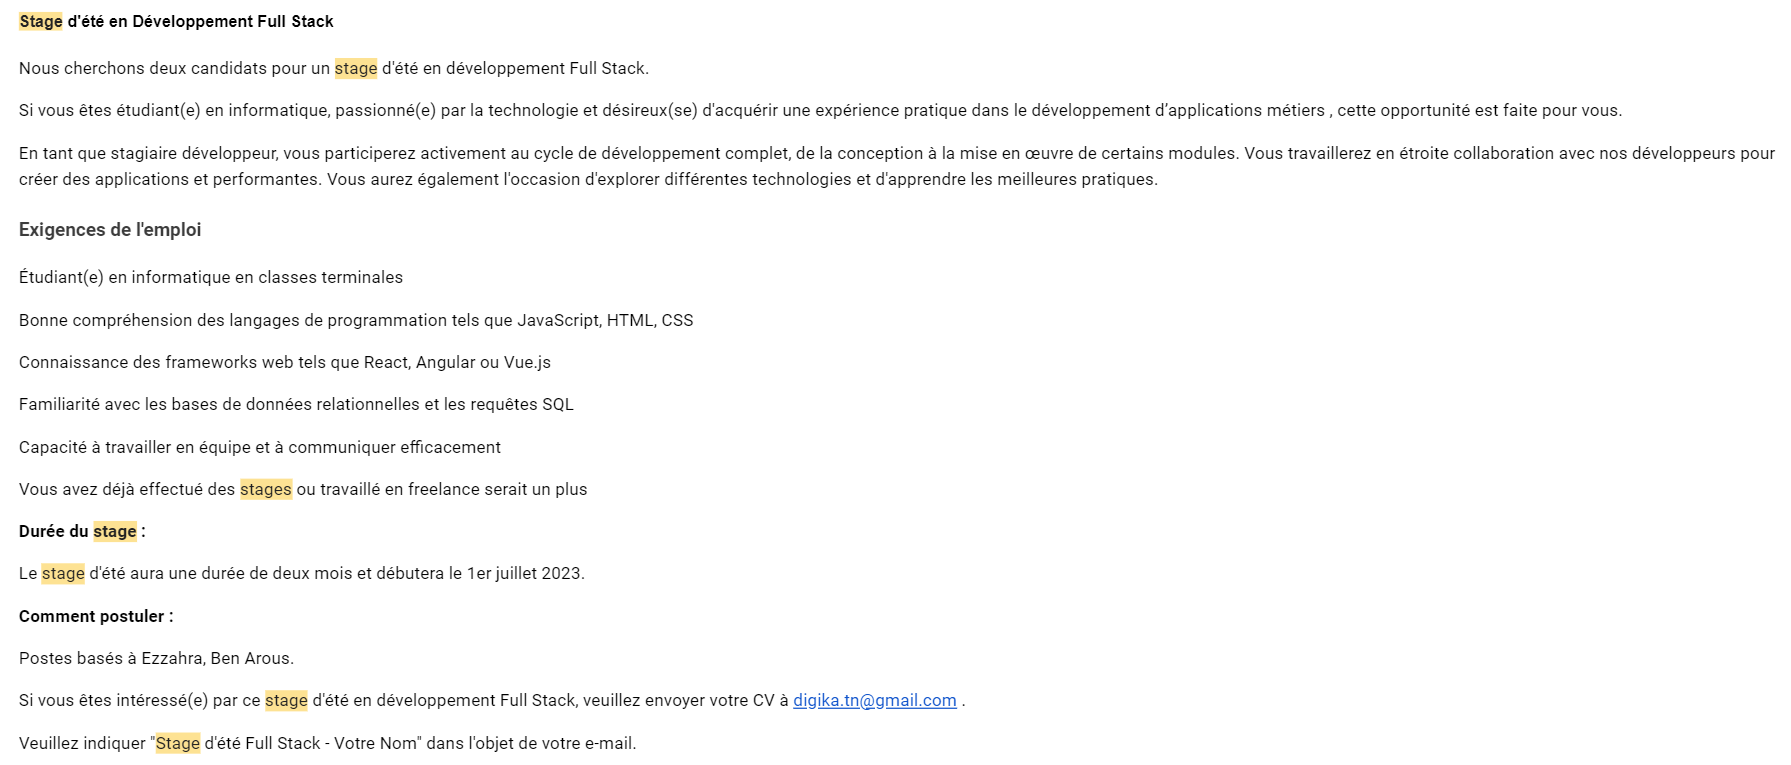 Stage d'été en Développement Full Stack
Nous cherchons deux candidats pour un stage d'été en développement Full Stack.
Si vous êtes étudiant(e) en informatique, passionné(e) par la technologie et désireux(se) d'acquérir une expérience pratique dans le développement d’applications métiers , cette opportunité est faite pour vous.
En tant que stagiaire développeur, vous participerez activement au cycle de développement complet, de la conception à la mise en œuvre de certains modules. Vous travaillerez en étroite collaboration avec nos développeurs pour
créer des applications et performantes. Vous aurez également l'occasion d'explorer différentes technologies et d'apprendre les meilleures pratiques.
Exigences de l'emploi
Étudiant(e) en informatique en classes terminales
Bonne compréhension des langages de programmation tels que JavaScript, HTML, CSS
Connaissance des frameworks web tels que React, Angular ou Vue.js
Familiarité avec les bases de données relationnelles et les requêtes SQL
Capacité à travailler en équipe et à communiquer efficacement
Vous avez déjà effectué des stages ou travaillé en freelance serait un plus
Durée du stage :
Le stage d'été aura une durée de deux mois et débutera le 1er juillet 2023.
Comment postuler :
Postes basés à Ezzahra, Ben Arous.
Si vous êtes intéressé(e) par ce stage d'été en développement Full Stack, veuillez envoyer votre CV à digika.tn@gmail.com .
Veuillez indiquer "Stage d'été Full Stack - Votre Nom" dans l'objet de votre e-mail.